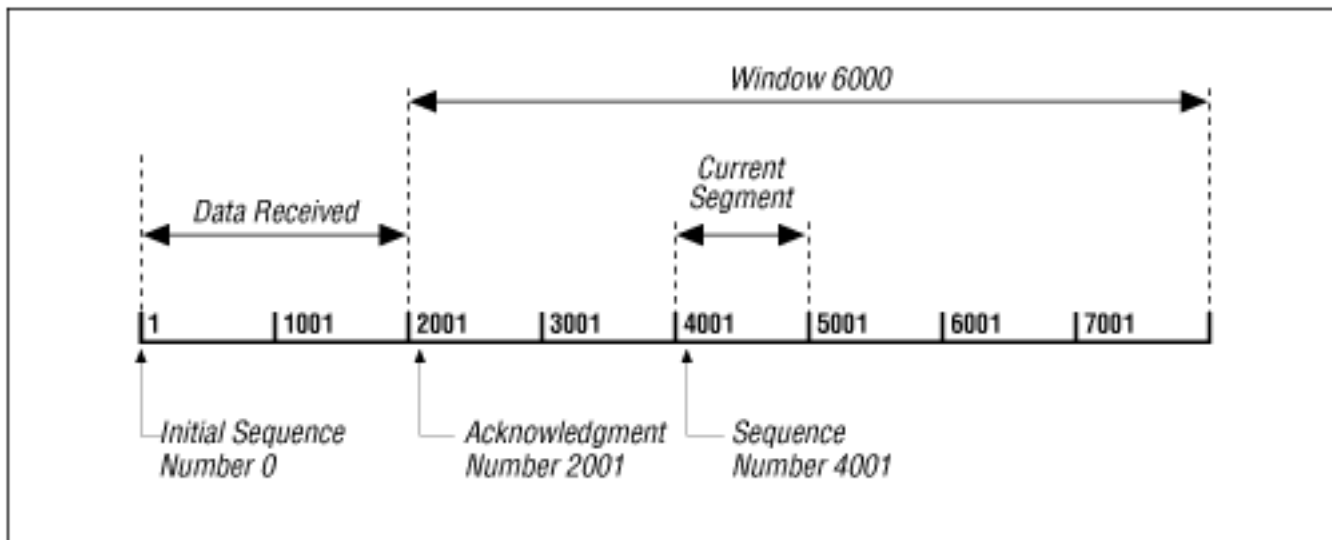 Window 6000
Current
Segment
Data Received
1 1001 2001 3001 4001 5001 6001 7001
Initial Sequence
Number 0
Acknowledgment
Number 2001
Sequence
Number 4001